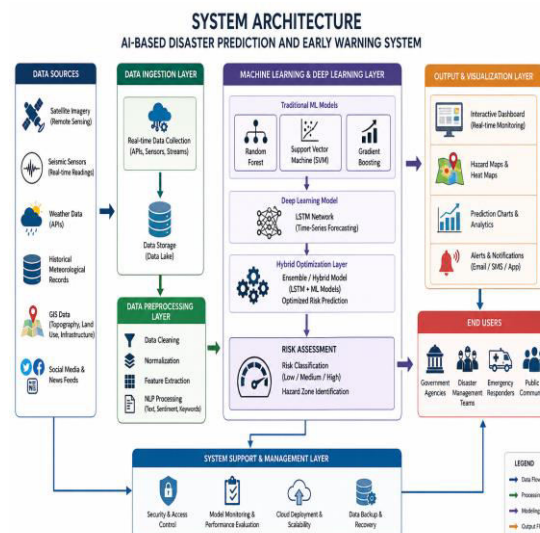 SYSTEM ARCHITECTURE
AI-BASED DISASTER PREDICTION AND EARLY WARNING SYSTEM
DATA SOURCES
Satellite Imagery
(Remote Sensing)
Seismic Sensors
(Real-time Readings)
Weather Data
(APIs)
Historical
Meteorological
Records
GIS Data
(Topography, Land
Use, Infrastructure)
Social Media &
News Feeds
DATA INGESTION LAYER
Real-time Data Collection
(APIs, Sensors, Streams)
Data Storage
(Data Lake)
DATA PREPROCESSING
LAYER
Data Cleaning
Normalization
Feature Extraction
NLP Processing
(Text, Sentiment, Keywords)
MACHINE LEARNING & DEEP LEARNING LAYER
Traditional ML Models
Random
Forest
Support Vector
Machine (SVM)
Gradient
Boosting
Deep Learning Model
LSTM Network
(Time-Series Forecasting)
Hybrid Optimization Layer
Ensemble / Hybrid Model
(LSTM + ML Models)
Optimized Risk Prediction
RISK ASSESSMENT
Risk Classification
(Low / Medium / High)
Hazard Zone Identification
OUTPUT & VISUALIZATION LAYER
Interactive Dashboard
(Real-time Monitoring)
Hazard Maps &
Heat Maps
Prediction Charts &
Analytics
Alerts & Notifications
(Email / SMS / App)
END USERS
Government
Agencies
Disaster
Management
Teams
Emergency
Responders
Public
Commun
SYSTEM SUPPORT & MANAGEMENT LAYER
Security & Access
Control
Model Monitoring &
Performance Evaluation
Cloud Deployment &
Scalability
Data Backup &
Recovery
LEGEND
Data Flow
Processing
Modeling
Output Fl